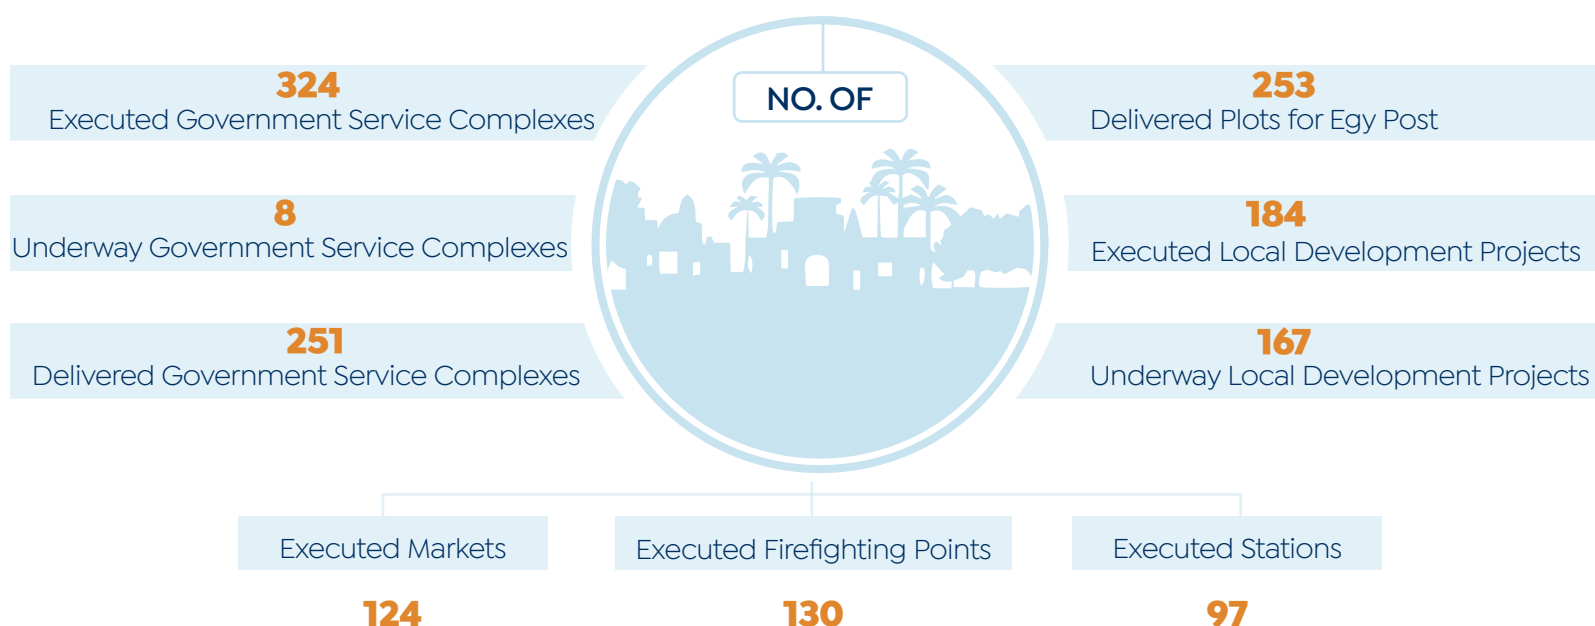 NO. OF
324
Executed Government Service Complexes
8
Underway Government Service Complexes
251
Delivered Government Service Complexes
253
Delivered Plots for Egy Post
184
Executed Local Development Projects
167
Underway Local Development Projects
Executed Markets
124
Executed Firefighting Points
130
Executed Stations
97